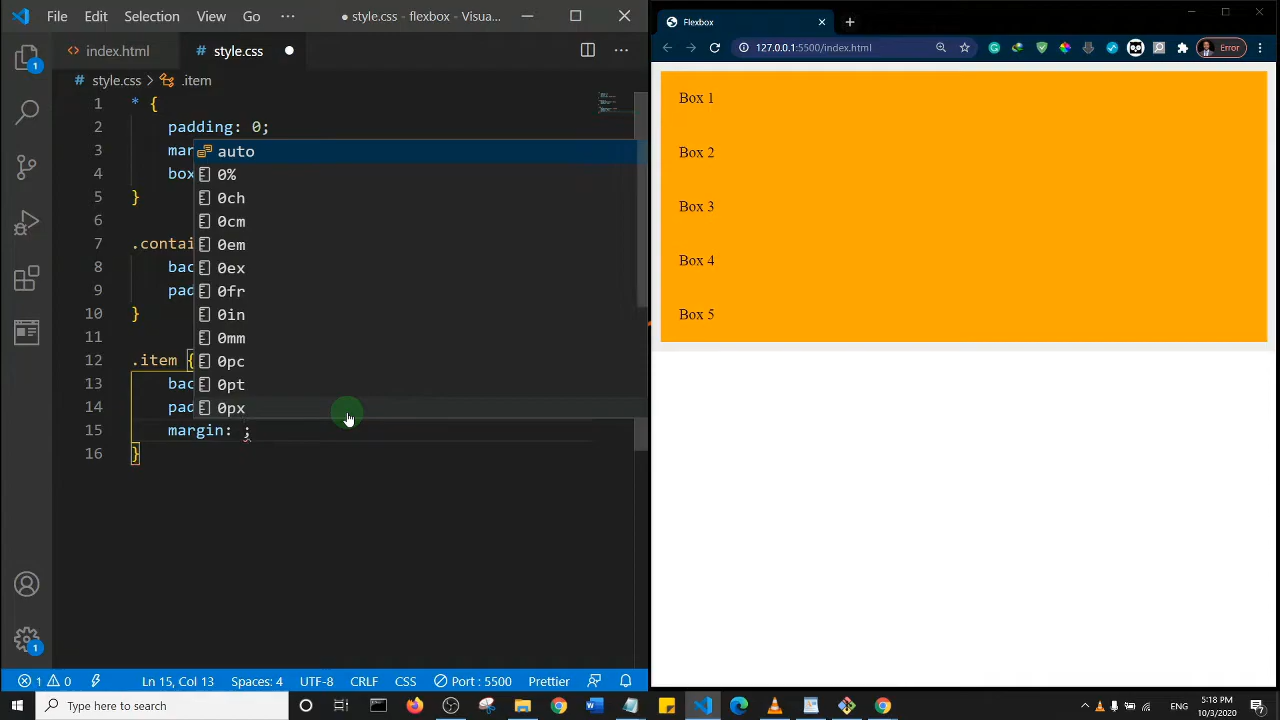 File Edit Selection View Go ··· ● style.css - flexbox - Visua...
index.html style.css
style.css > .item
1 * {
2 padding: 0;
3 mar
4 box
5 }
6
7 .contai
8 bac
9 pad
10 }
11
12 .item {
13 bac
14 pad
15 margin: ;
16 }
auto
0%
0ch
0cm
0em
0ex
0fr
0in
0mm
0pc
0pt
0px
1
1
1 0 Ln 15, Col 13 Spaces: 4 UTF-8 CRLF CSS Port : 5500 Prettier
Flexbox
127.0.0.1:5500/index.html Error
Box 1
Box 2
Box 3
Box 4
Box 5
Type here to search
ENG 5:18 PM
10/3/2020